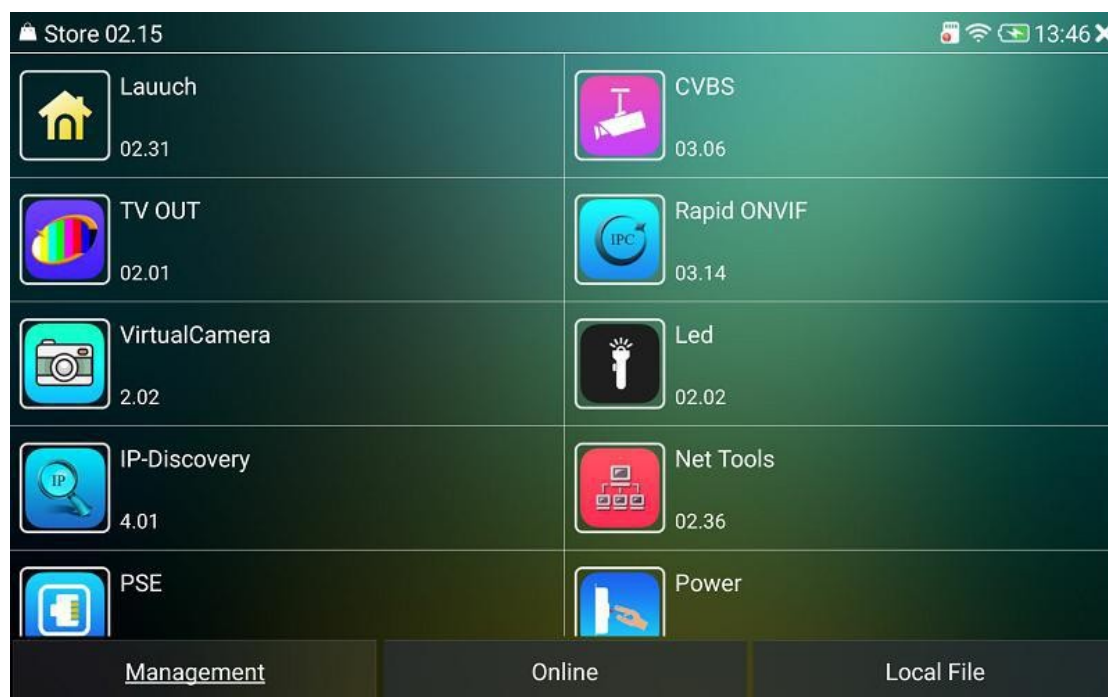 Store 02.15
13:46
Lauuch
02.31
CVBS
03.06
TV OUT
02.01
Rapid ONVIF
IPC
03.14
VirtualCamera
2.02
Led
02.02
IP-Discovery
IP
4.01
Net Tools
02.36
PSE
Power
Management
Online
Local File